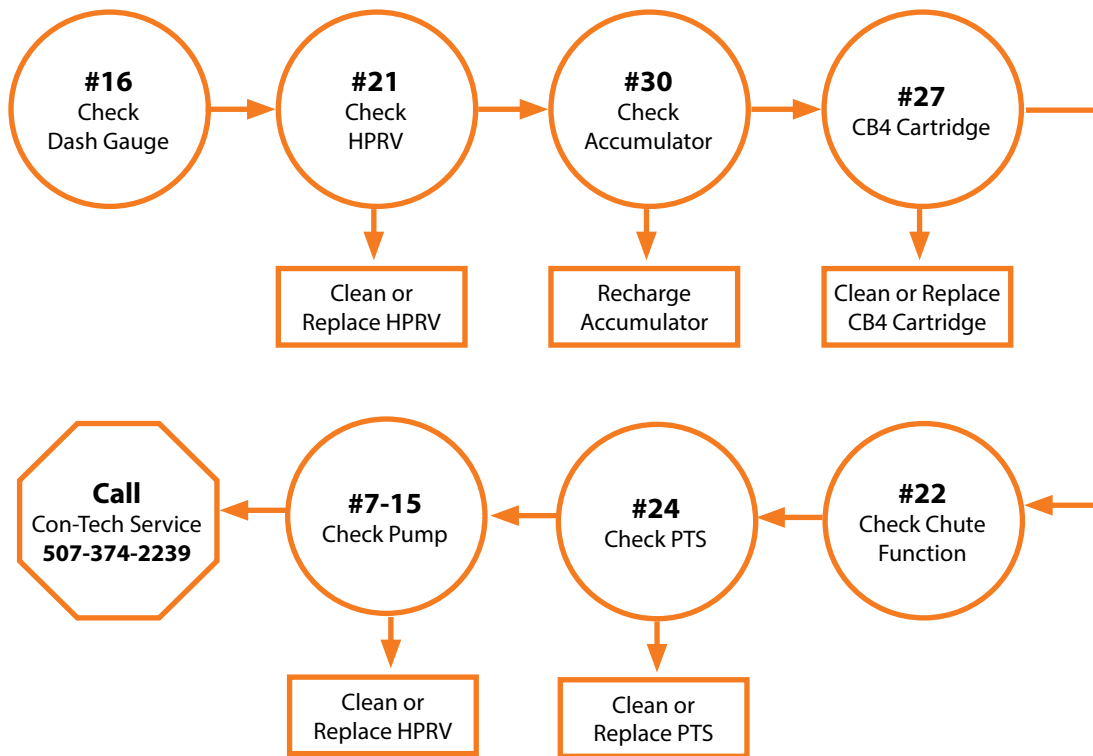 #16
Check
Dash Gauge
#21
Check
HPRV
#30
Check
Accumulator
#27
CB4 Cartridge
Clean or
Replace HPRV
Recharge
Accumulator
Clean or Replace
CB4 Cartridge
Call
Con-Tech Service
507-374-2239
#7-15
Check Pump
#24
Check PTS
#22
Check Chute
Function
Clean or
Replace HPRV
Clean or
Replace PTS